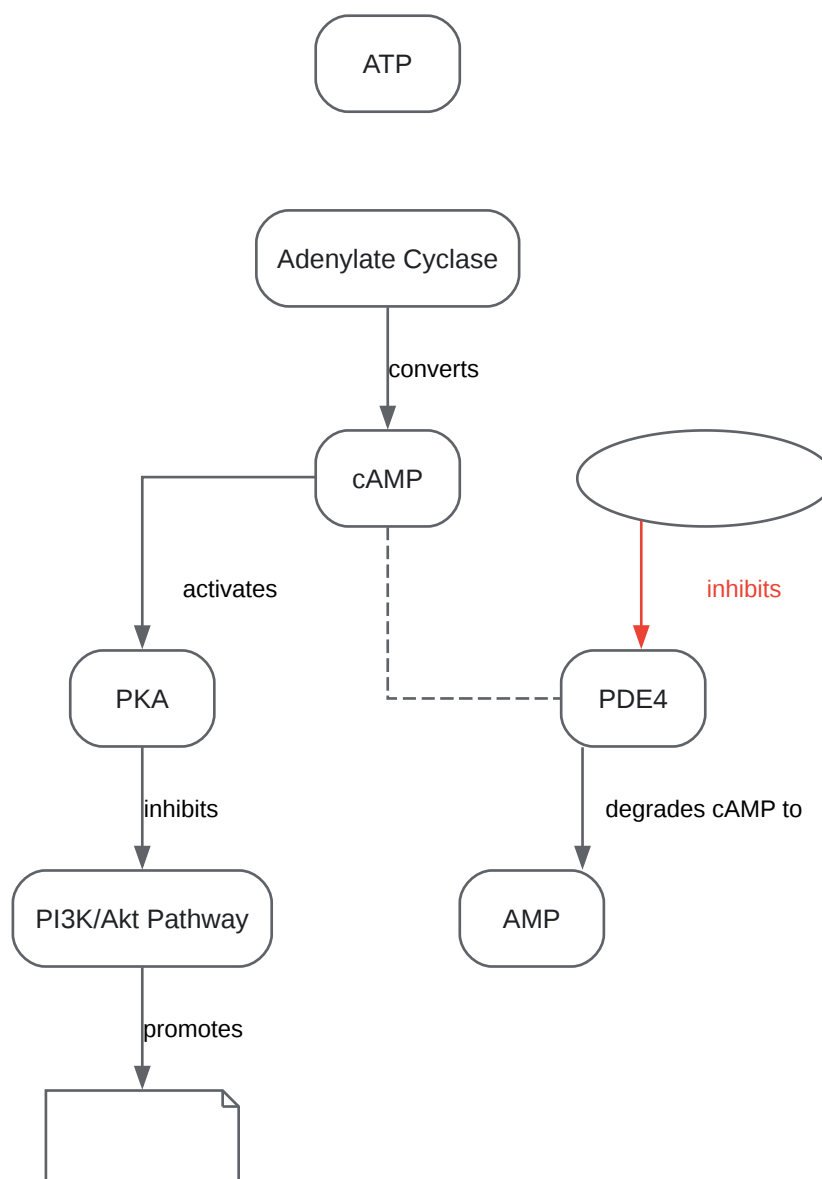 ATP
Adenylate Cyclase
converts
cAMP
activates
inhibits
PKA
PDE4
inhibits
degrades cAMP to
PI3K/Akt Pathway
AMP
promotes